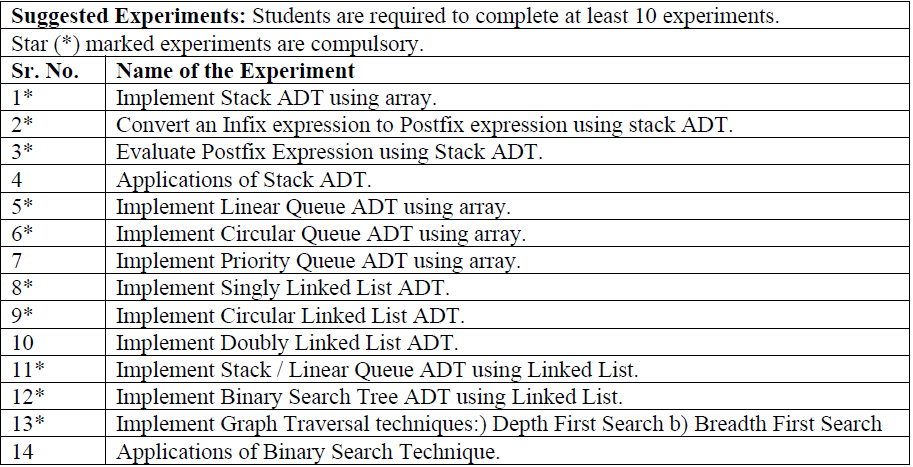 Suggested Experiments: Students are required to complete at least 10 experiments.
Star (*) marked experiments are compulsory.
Sr. No. Name of the Experiment
1* Implement Stack ADT using array.
2* Convert an Infix expression to Postfix expression using stack ADT.
3* Evaluate Postfix Expression using Stack ADT.
4 Applications of Stack ADT.
5* Implement Linear Queue ADT using array.
6* Implement Circular Queue ADT using array.
7 Implement Priority Queue ADT using array.
8* Implement Singly Linked List ADT.
9* Implement Circular Linked List ADT.
10 Implement Doubly Linked List ADT.
11* Implement Stack / Linear Queue ADT using Linked List.
12* Implement Binary Search Tree ADT using Linked List.
13* Implement Graph Traversal techniques:) Depth First Search b) Breadth First Search
14 Applications of Binary Search Technique.